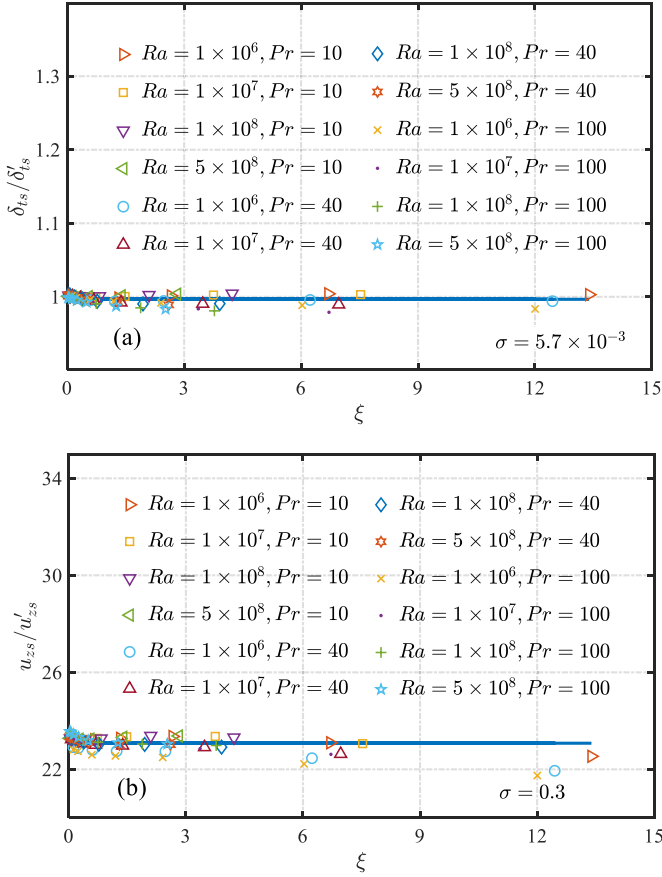 1.3
1.2
1.1
1
δ_ts/δ′_ts
Ra = 1 × 10^6, Pr = 10
Ra = 1 × 10^7, Pr = 10
Ra = 1 × 10^8, Pr = 10
Ra = 5 × 10^8, Pr = 10
Ra = 1 × 10^6, Pr = 40
Ra = 1 × 10^7, Pr = 40
Ra = 1 × 10^8, Pr = 40
Ra = 5 × 10^8, Pr = 40
Ra = 1 × 10^6, Pr = 100
Ra = 1 × 10^7, Pr = 100
Ra = 1 × 10^8, Pr = 100
Ra = 5 × 10^8, Pr = 100
(a)
σ = 5.7 × 10^−3
0 3 6 9 12 15
ξ
34
30
26
22
u_zs/u′_zs
Ra = 1 × 10^6, Pr = 10
Ra = 1 × 10^7, Pr = 10
Ra = 1 × 10^8, Pr = 10
Ra = 5 × 10^8, Pr = 10
Ra = 1 × 10^6, Pr = 40
Ra = 1 × 10^7, Pr = 40
Ra = 1 × 10^8, Pr = 40
Ra = 5 × 10^8, Pr = 40
Ra = 1 × 10^6, Pr = 100
Ra = 1 × 10^7, Pr = 100
Ra = 1 × 10^8, Pr = 100
Ra = 5 × 10^8, Pr = 100
(b)
σ = 0.3
0 3 6 9 12 15
ξ